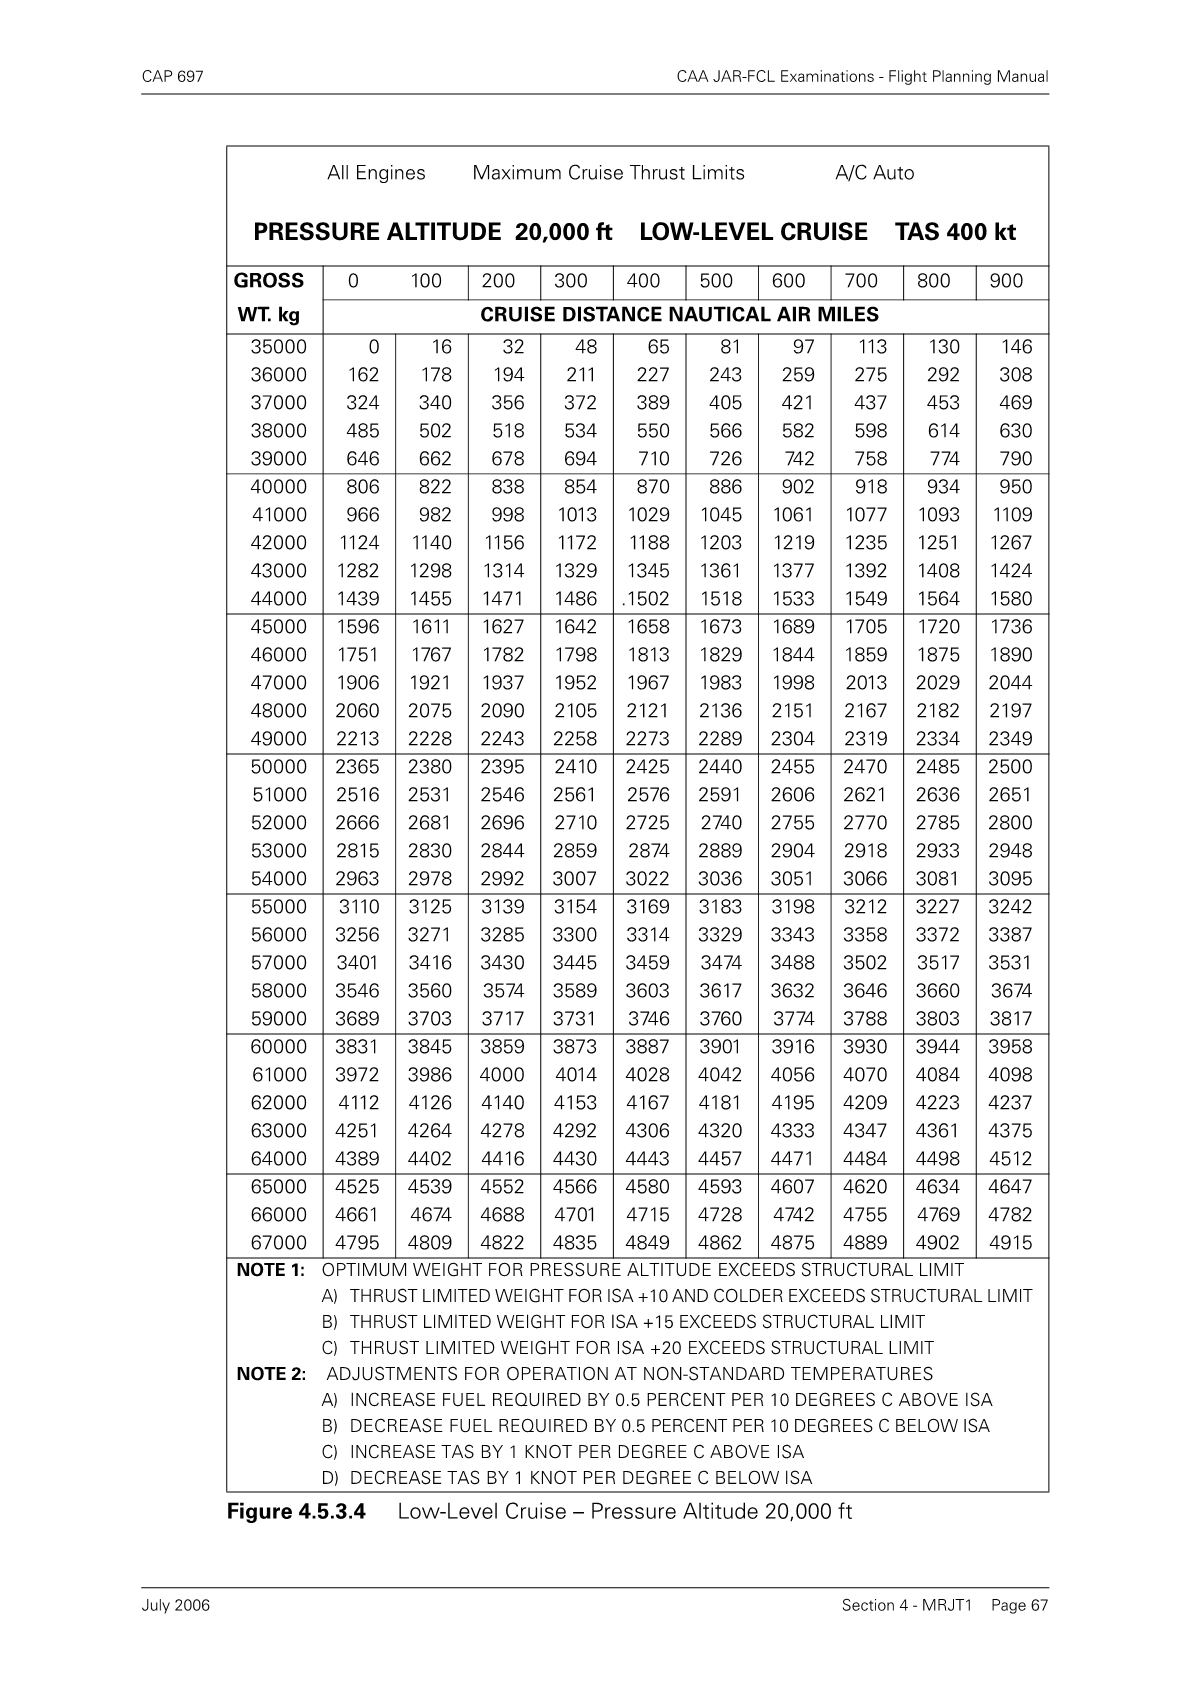 CAP 697 CAA JAR-FCL Examinations - Flight Planning Manual
All Engines Maximum Cruise Thrust Limits A/C Auto
PRESSURE ALTITUDE 20,000 ft LOW-LEVEL CRUISE TAS 400 kt
GROSS 0 100 200 300 400 500 600 700 800 900
WT. kg CRUISE DISTANCE NAUTICAL AIR MILES
35000 0 16 32 48 65 81 97 113 130 146
36000 162 178 194 211 227 243 259 275 292 308
37000 324 340 356 372 389 405 421 437 453 469
38000 485 502 518 534 550 566 582 598 614 630
39000 646 662 678 694 710 726 742 758 774 790
40000 806 822 838 854 870 886 902 918 934 950
41000 966 982 998 1013 1029 1045 1061 1077 1093 1109
42000 1124 1140 1156 1172 1188 1203 1219 1235 1251 1267
43000 1282 1298 1314 1329 1345 1361 1377 1392 1408 1424
44000 1439 1455 1471 1486 .1502 1518 1533 1549 1564 1580
45000 1596 1611 1627 1642 1658 1673 1689 1705 1720 1736
46000 1751 1767 1782 1798 1813 1829 1844 1859 1875 1890
47000 1906 1921 1937 1952 1967 1983 1998 2013 2029 2044
48000 2060 2075 2090 2105 2121 2136 2151 2167 2182 2197
49000 2213 2228 2243 2258 2273 2289 2304 2319 2334 2349
50000 2365 2380 2395 2410 2425 2440 2455 2470 2485 2500
51000 2516 2531 2546 2561 2576 2591 2606 2621 2636 2651
52000 2666 2681 2696 2710 2725 2740 2755 2770 2785 2800
53000 2815 2830 2844 2859 2874 2889 2904 2918 2933 2948
54000 2963 2978 2992 3007 3022 3036 3051 3066 3081 3095
55000 3110 3125 3139 3154 3169 3183 3198 3212 3227 3242
56000 3256 3271 3285 3300 3314 3329 3343 3358 3372 3387
57000 3401 3416 3430 3445 3459 3474 3488 3502 3517 3531
58000 3546 3560 3574 3589 3603 3617 3632 3646 3660 3674
59000 3689 3703 3717 3731 3746 3760 3774 3788 3803 3817
60000 3831 3845 3859 3873 3887 3901 3916 3930 3944 3958
61000 3972 3986 4000 4014 4028 4042 4056 4070 4084 4098
62000 4112 4126 4140 4153 4167 4181 4195 4209 4223 4237
63000 4251 4264 4278 4292 4306 4320 4333 4347 4361 4375
64000 4389 4402 4416 4430 4443 4457 4471 4484 4498 4512
65000 4525 4539 4552 4566 4580 4593 4607 4620 4634 4647
66000 4661 4674 4688 4701 4715 4728 4742 4755 4769 4782
67000 4795 4809 4822 4835 4849 4862 4875 4889 4902 4915
NOTE 1: OPTIMUM WEIGHT FOR PRESSURE ALTITUDE EXCEEDS STRUCTURAL LIMIT
A) THRUST LIMITED WEIGHT FOR ISA +10 AND COLDER EXCEEDS STRUCTURAL LIMIT
B) THRUST LIMITED WEIGHT FOR ISA +15 EXCEEDS STRUCTURAL LIMIT
C) THRUST LIMITED WEIGHT FOR ISA +20 EXCEEDS STRUCTURAL LIMIT
NOTE 2: ADJUSTMENTS FOR OPERATION AT NON-STANDARD TEMPERATURES
A) INCREASE FUEL REQUIRED BY 0.5 PERCENT PER 10 DEGREES C ABOVE ISA
B) DECREASE FUEL REQUIRED BY 0.5 PERCENT PER 10 DEGREES C BELOW ISA
C) INCREASE TAS BY 1 KNOT PER DEGREE C ABOVE ISA
D) DECREASE TAS BY 1 KNOT PER DEGREE C BELOW ISA
Figure 4.5.3.4 Low-Level Cruise – Pressure Altitude 20,000 ft
July 2006 Section 4 - MRJT1 Page 67